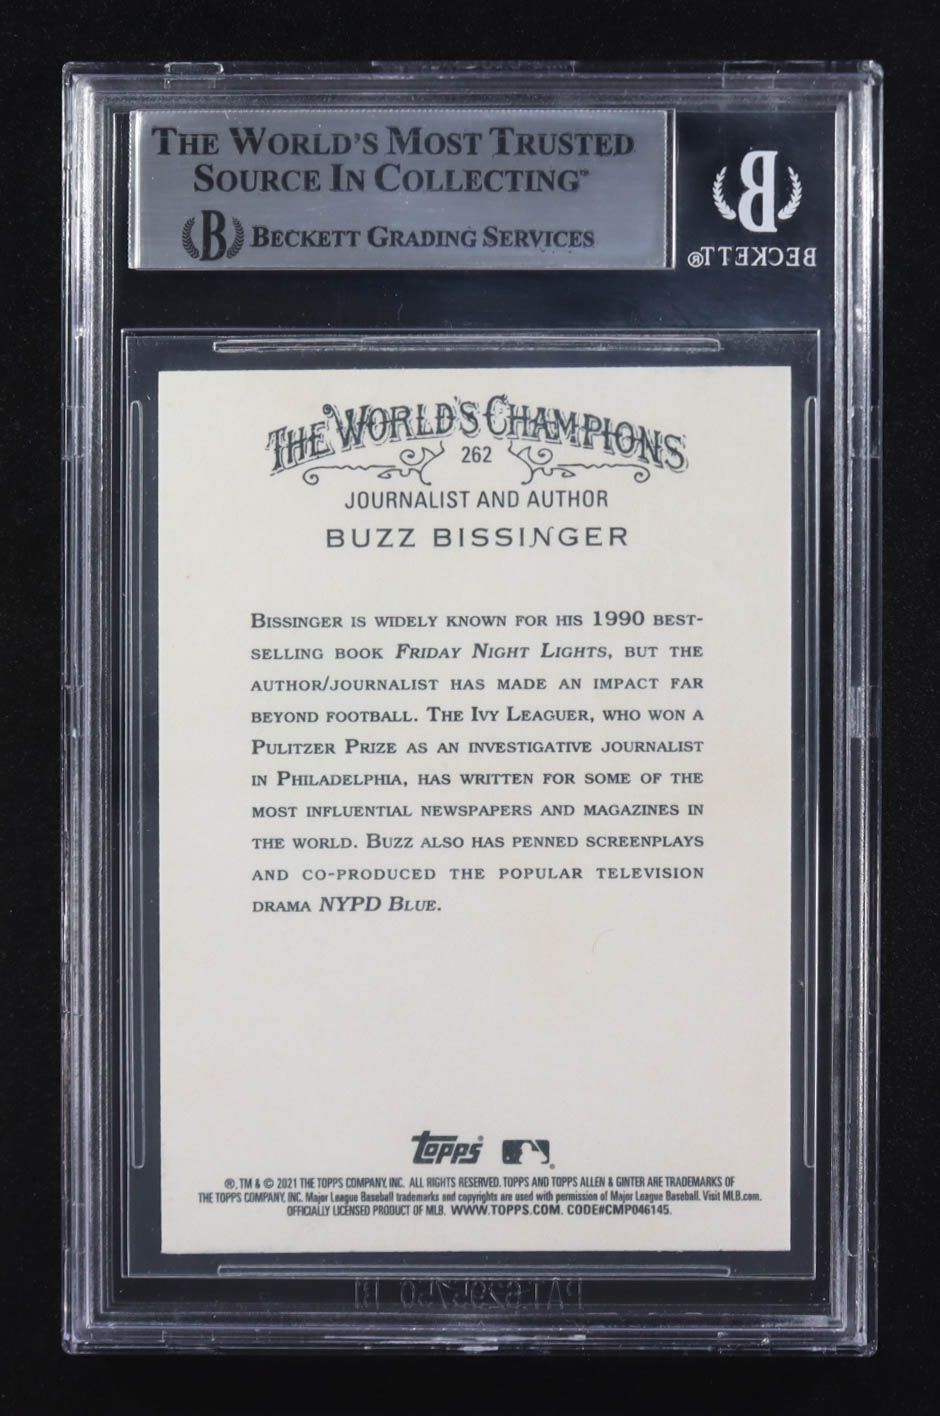 THE WORLD'S MOST TRUSTED
SOURCE IN COLLECTING™
B BECKETT GRADING SERVICES
B
BECKETT®
THE WORLD'S CHAMPIONS
262
JOURNALIST AND AUTHOR
BUZZ BISSINGER
BISSINGER IS WIDELY KNOWN FOR HIS 1990 BEST-
SELLING BOOK FRIDAY NIGHT LIGHTS, BUT THE
AUTHOR/JOURNALIST HAS MADE AN IMPACT FAR
BEYOND FOOTBALL. THE IVY LEAGUER, WHO WON A
PULITZER PRIZE AS AN INVESTIGATIVE JOURNALIST
IN PHILADELPHIA, HAS WRITTEN FOR SOME OF THE
MOST INFLUENTIAL NEWSPAPERS AND MAGAZINES IN
THE WORLD. BUZZ ALSO HAS PENNED SCREENPLAYS
AND CO-PRODUCED THE POPULAR TELEVISION
DRAMA NYPD BLUE.
topps
®, TM & © 2021 THE TOPPS COMPANY, INC. ALL RIGHTS RESERVED. TOPPS AND TOPPS ALLEN & GINTER ARE TRADEMARKS OF
THE TOPPS COMPANY, INC. Major League Baseball trademarks and copyrights are used with permission of Major League Baseball. Visit MLB.com.
OFFICIALLY LICENSED PRODUCT OF MLB. WWW.TOPPS.COM. CODE#CMP046145.